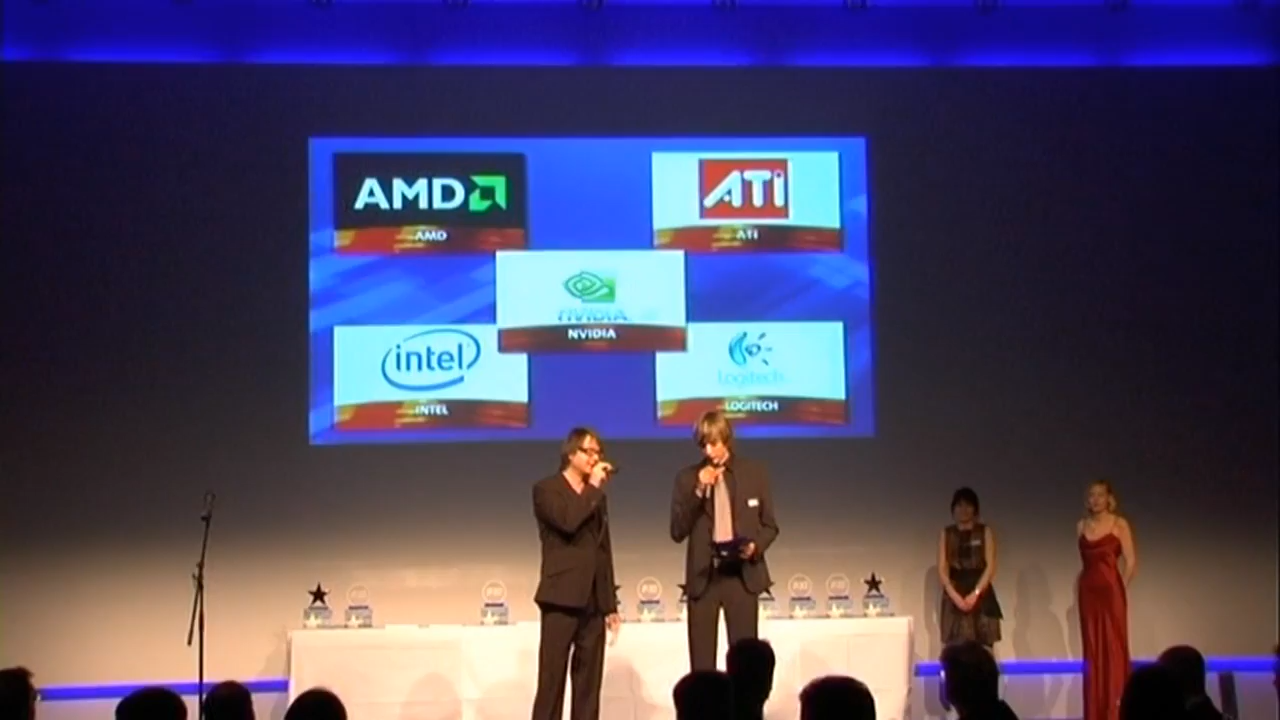 AMD
AMD
ATI
ATI
NVIDIA
NVIDIA
intel
INTEL
Logitech
LOGITECH